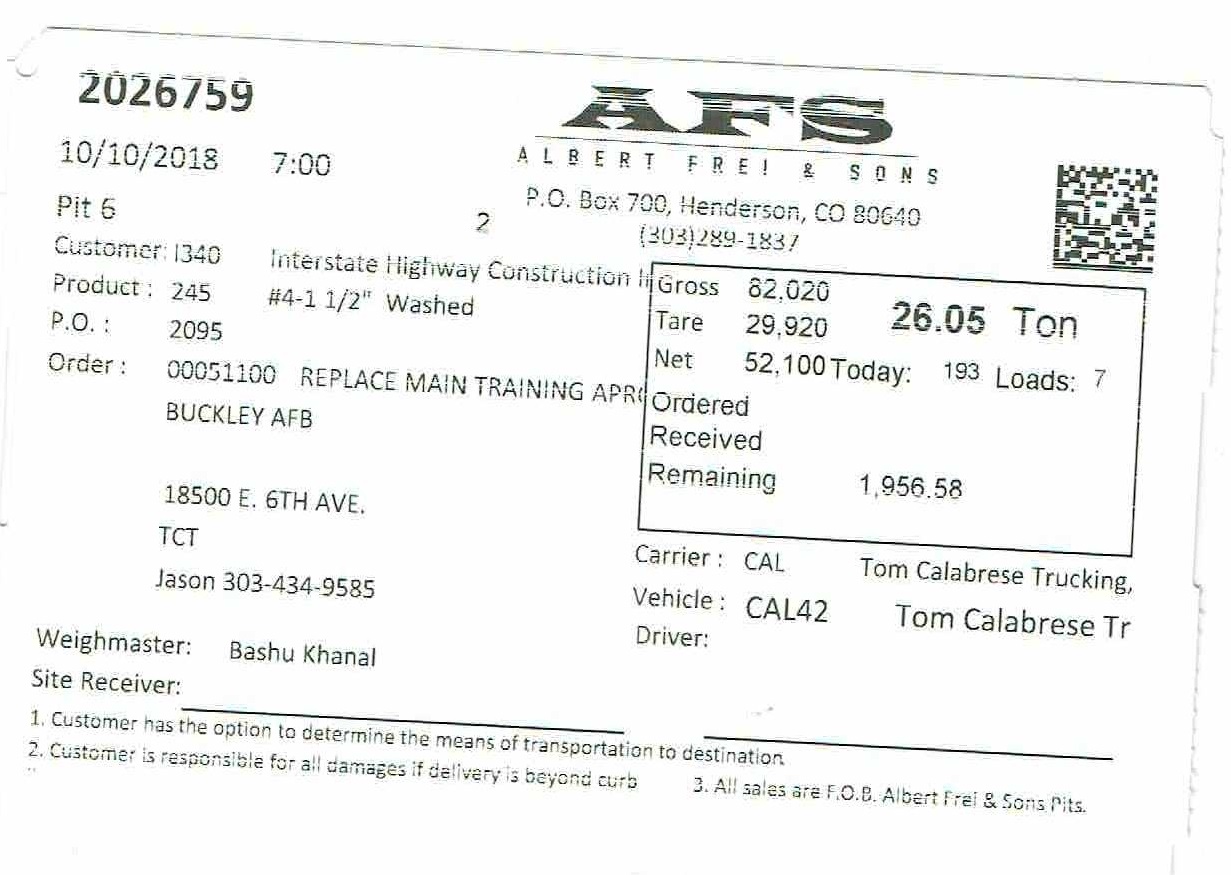 2026759
AFS
ALBERT FREI & SONS
10/10/2018 7:00
P.O. Box 700, Henderson, CO 80640
Pit 6 2
(303)289-1837
Customer: I340 Interstate Highway Construction In
Product : 245 #4-1 1/2" Washed
P.O. : 2095
Order : 00051100 REPLACE MAIN TRAINING APRO
BUCKLEY AFB
18500 E. 6TH AVE.
TCT
Jason 303-434-9585
Gross 82,020
Tare 29,920 26.05 Ton
Net 52,100 Today: 193 Loads: 7
Ordered
Received
Remaining 1,956.58
Carrier : CAL Tom Calabrese Trucking,
Vehicle : CAL42 Tom Calabrese Tr
Driver:
Weighmaster: Bashu Khanal
Site Receiver:
1. Customer has the option to determine the means of transportation to destination
2. Customer is responsible for all damages if delivery is beyond curb
3. All sales are F.O.B. Albert Frei & Sons Pits.